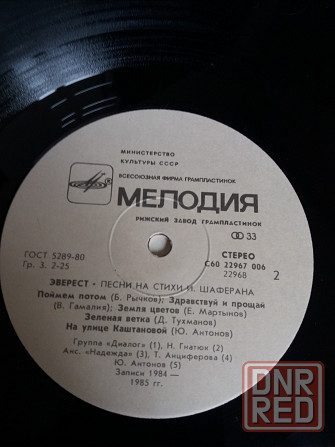 МИНИСТЕРСТВО
КУЛЬТУРЫ СССР
ВСЕСОЮЗНАЯ ФИРМА ГРАМПЛАСТИНОК
МЕЛОДИЯ
РИЖСКИЙ ЗАВОД ГРАМПЛАСТИНОК
33
ГОСТ 5289-80
Гр. 3. 2-25
СТЕРЕО
С60 22967 006
22968
2
ЭВЕРЕСТ · ПЕСНИ НА СТИХИ И. ШАФЕРАНА
Поймем потом (Б. Рычков); Здравствуй и прощай
(В. Гамалия); Земля цветов (Е. Мартынов)
Зеленая ветка (Д. Тухманов)
На улице Каштановой (Ю. Антонов)
Группа «Диалог» (1), Н. Гнатюк (2)
Анс. «Надежда» (3), Т. Анциферова (4)
Ю. Антонов (5)
Записи 1984—
1985 гг.
DNR
RED